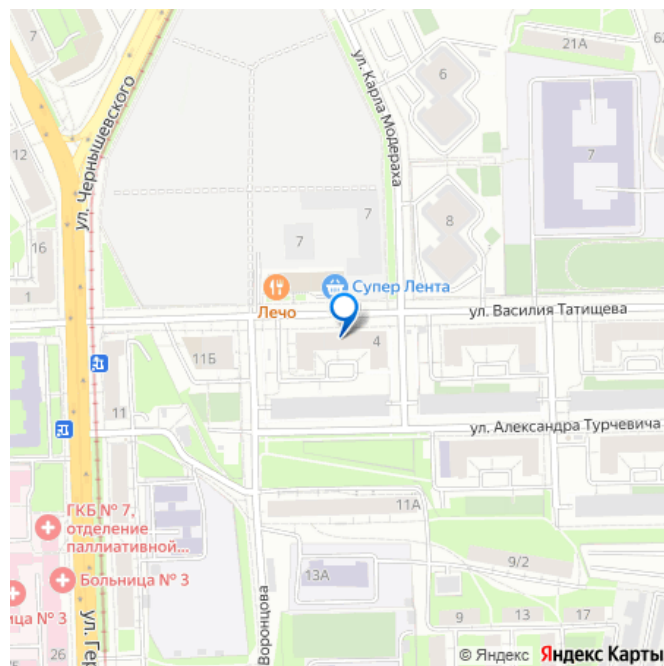 7
21А
62
ул. Чернышевского
ул. Карла Модераха
6
12
7
7
7
8
16
1
Лечо
Супер Лента
ул. Василия Татищева
11Б
4
11
ул. Александра Турчевича
11А
ГКБ № 7,
отделение
паллиативной...
Больница № 3
ица № 3
13А
9/2
Воронцова
ул. Гер
9
13
17
26
© Яндекс Яндекс Карты